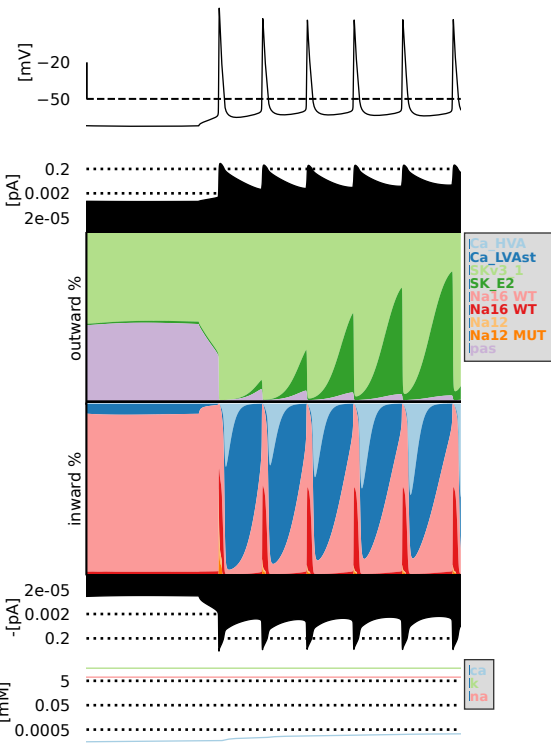 [mV]
−20
−50
[pA]
0.2
0.002
2e-05
outward %
Ca_HVA
Ca_LVAst
SKv3_1
SK_E2
Na16 WT
Na16 WT
Na12
Na12 MUT
pas
inward %
-[pA]
2e-05
0.002
0.2
[mM]
5
0.05
0.0005
ca
k
na